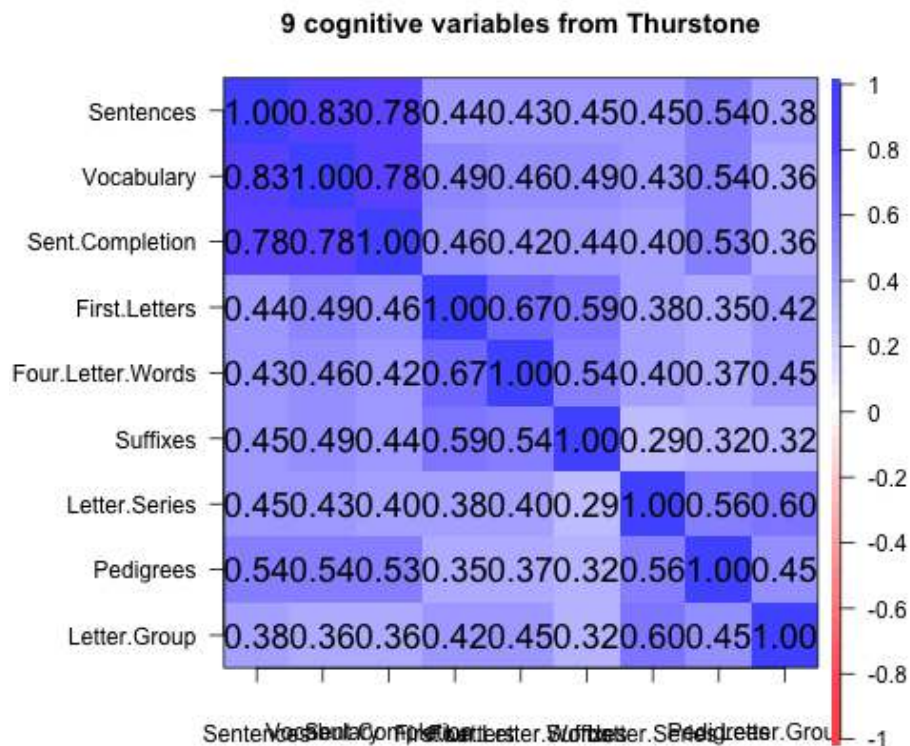 9 cognitive variables from Thurstone
Sentences 1.00 0.83 0.78 0.44 0.43 0.45 0.45 0.54 0.38
Vocabulary 0.83 1.00 0.78 0.49 0.46 0.49 0.43 0.54 0.36
Sent.Completion 0.78 0.78 1.00 0.46 0.42 0.44 0.40 0.53 0.36
First.Letters 0.44 0.49 0.46 1.00 0.67 0.59 0.38 0.35 0.42
Four.Letter.Words 0.43 0.46 0.42 0.67 1.00 0.54 0.40 0.37 0.45
Suffixes 0.45 0.49 0.44 0.59 0.54 1.00 0.29 0.32 0.32
Letter.Series 0.45 0.43 0.40 0.38 0.40 0.29 1.00 0.56 0.60
Pedigrees 0.54 0.54 0.53 0.35 0.37 0.32 0.56 1.00 0.45
Letter.Group 0.38 0.36 0.36 0.42 0.45 0.32 0.60 0.45 1.00
1
0.8
0.6
0.4
0.2
0
-0.2
-0.4
-0.6
-0.8
-1